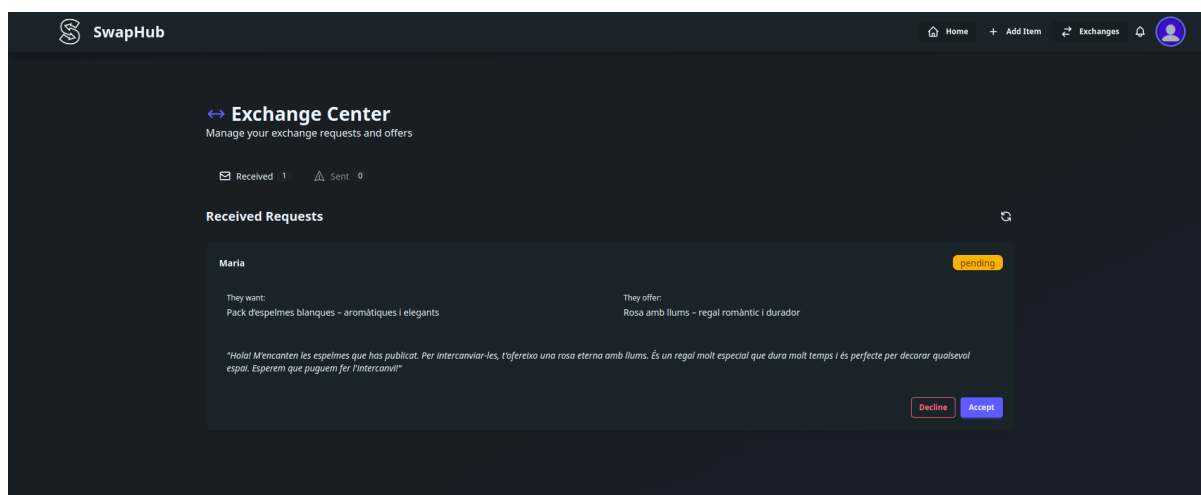 SwapHub
Home
Add Item
Exchanges
Exchange Center
Manage your exchange requests and offers
Received 1
Sent 0
Received Requests
Maria
pending
They want:
They offer:
Pack d'espelmes blanques – aromàtiques i elegants
Rosa amb llums – regal romàntic i durador
"Hola! M'encanten les espelmes que has publicat. Per intercanviar-les, t'ofereixo una rosa eterna amb llums. És un regal molt especial que dura molt temps i és perfecte per decorar qualsevol
espai. Esperem que puguem fer l'intercanvi!"
Decline
Accept